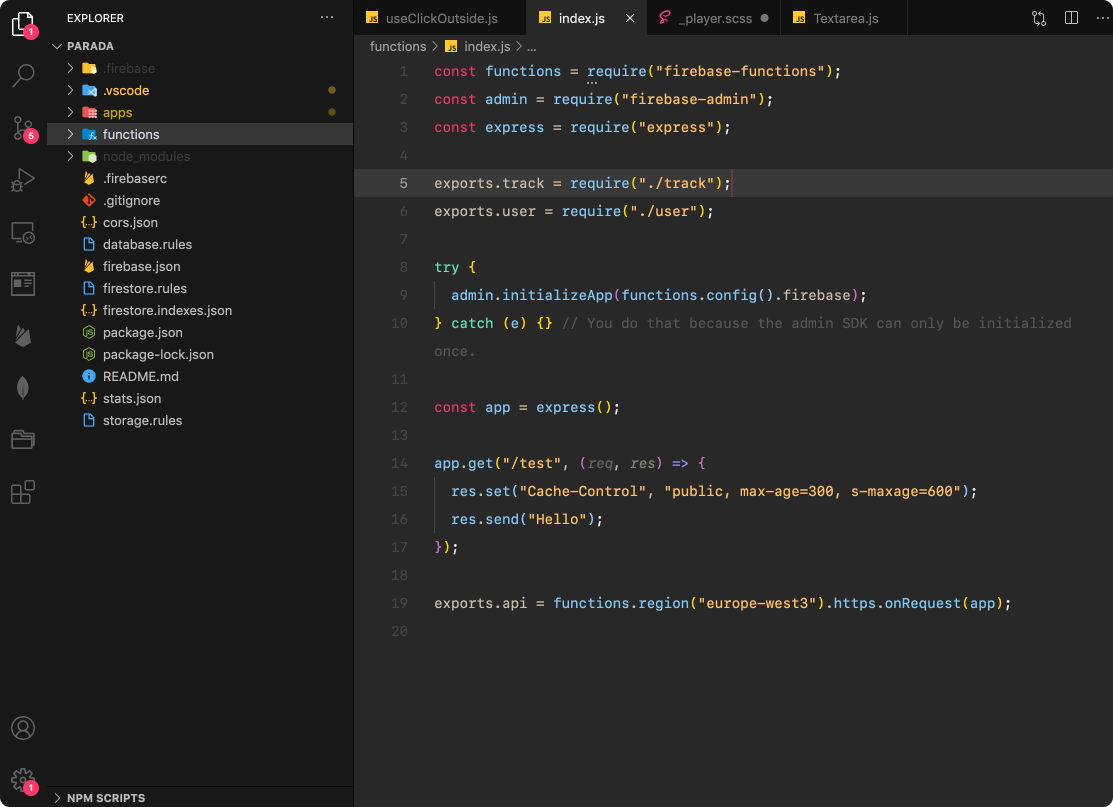 EXPLORER
PARADA
.firebase
.vscode
apps
functions
node_modules
.firebaserc
.gitignore
{..} cors.json
database.rules
firebase.json
firestore.rules
{..} firestore.indexes.json
package.json
package-lock.json
README.md
{..} stats.json
storage.rules
NPM SCRIPTS
1
5
1
JS useClickOutside.js
JS index.js
_player.scss
JS Textarea.js
functions > JS index.js > ...
1 const functions = require("firebase-functions");
2 const admin = require("firebase-admin");
3 const express = require("express");
4
5 exports.track = require("./track");
6 exports.user = require("./user");
7
8 try {
9 admin.initializeApp(functions.config().firebase);
10 } catch (e) {} // You do that because the admin SDK can only be initialized
once.
11
12 const app = express();
13
14 app.get("/test", (req, res) => {
15 res.set("Cache-Control", "public, max-age=300, s-maxage=600");
16 res.send("Hello");
17 });
18
19 exports.api = functions.region("europe-west3").https.onRequest(app);
20